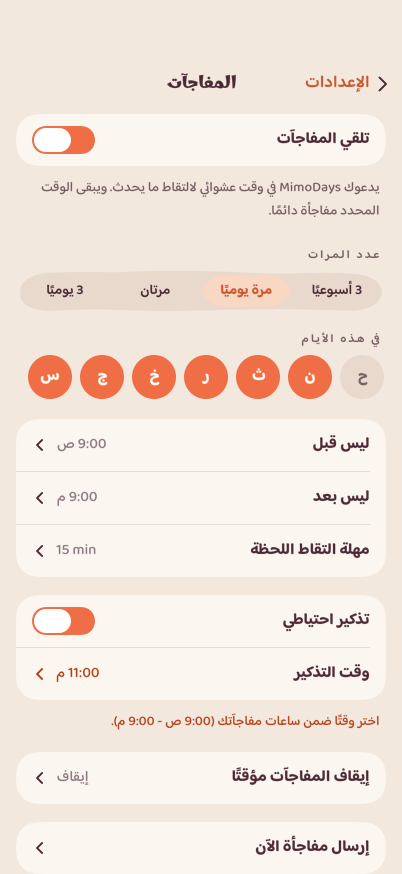 الإعدادات
المفاجآت
تلقي المفاجآت
يدعوك MimoDays في وقت عشوائي لالتقاط ما يحدث. ويبقى الوقت
المحدد مفاجأة دائمًا.
عدد المرات
3 أسبوعيًا
مرة يوميًا
مرتان
3 يوميًا
في هذه الأيام
ح
ن
ث
ر
خ
ج
س
ليس قبل
9:00 ص
ليس بعد
9:00 م
مهلة التقاط اللحظة
15 min
تذكير احتياطي
وقت التذكير
11:00 م
اختر وقتًا ضمن ساعات مفاجآتك (9:00 ص - 9:00 م).
إيقاف المفاجآت مؤقتًا
إيقاف
إرسال مفاجأة الآن